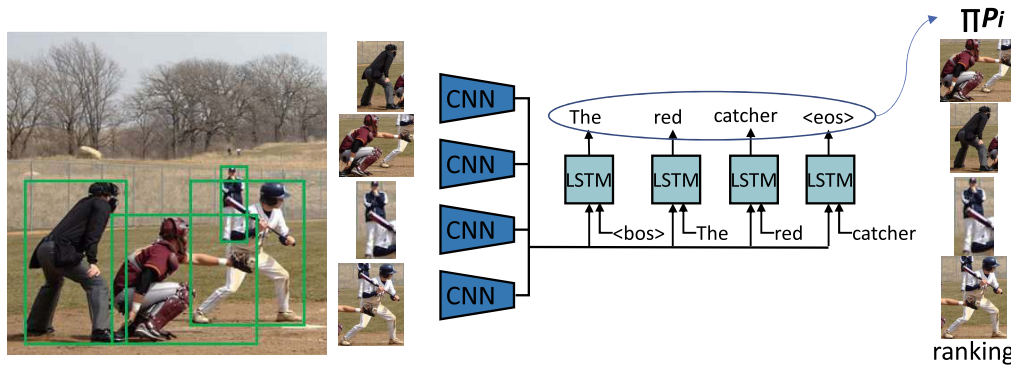 ∏Pi
The red catcher <eos>
CNN
CNN
CNN
CNN
LSTM LSTM LSTM LSTM
<bos> The red catcher
ranking